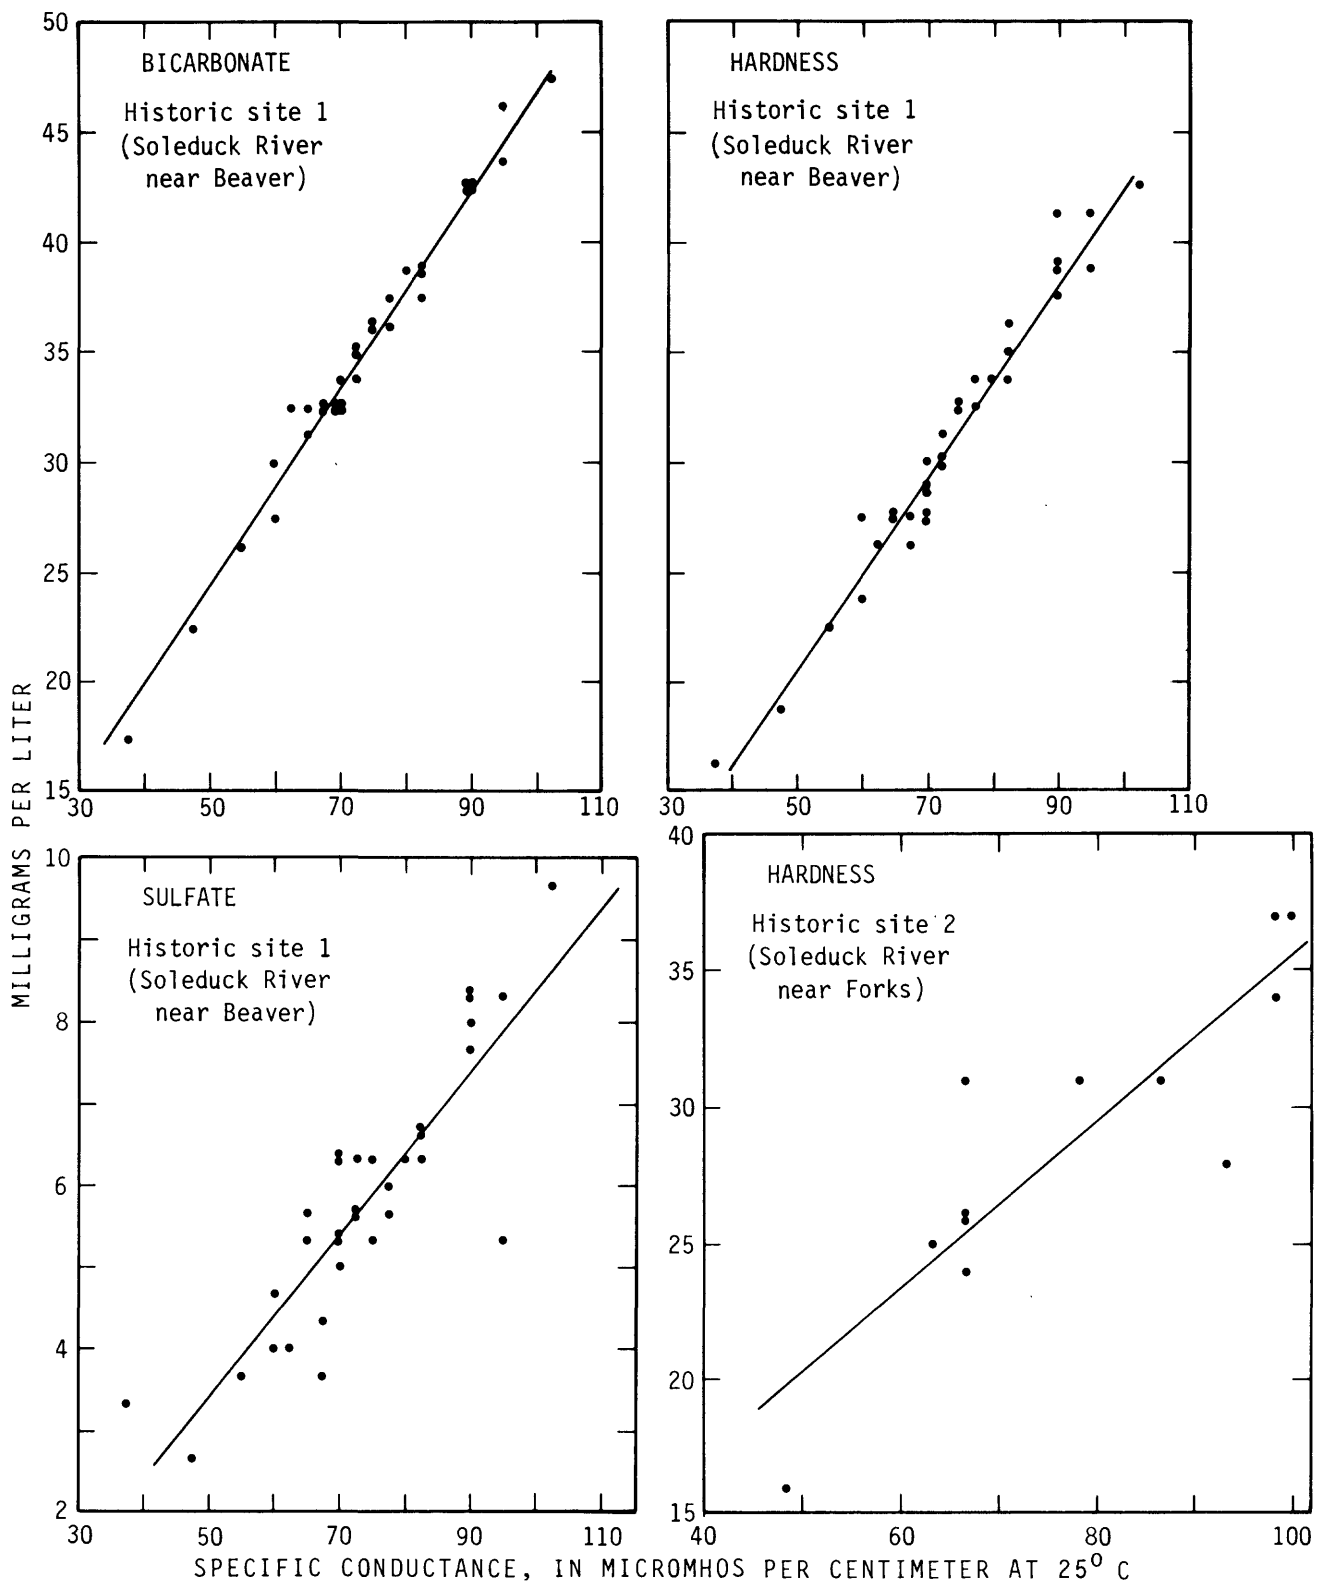 BICARBONATE
Historic site 1
(Soleduck River
near Beaver)
50
45
40
35
30
25
20
15
30 50 70 90 110
HARDNESS
Historic site 1
(Soleduck River
near Beaver)
30 50 70 90 110
MILLIGRAMS PER LITER
SULFATE
Historic site 1
(Soleduck River
near Beaver)
10
8
6
4
2
30 50 70 90 110
HARDNESS
Historic site 2
(Soleduck River
near Forks)
40
35
30
25
20
15
40 60 80 100
SPECIFIC CONDUCTANCE, IN MICROMHOS PER CENTIMETER AT 25° C